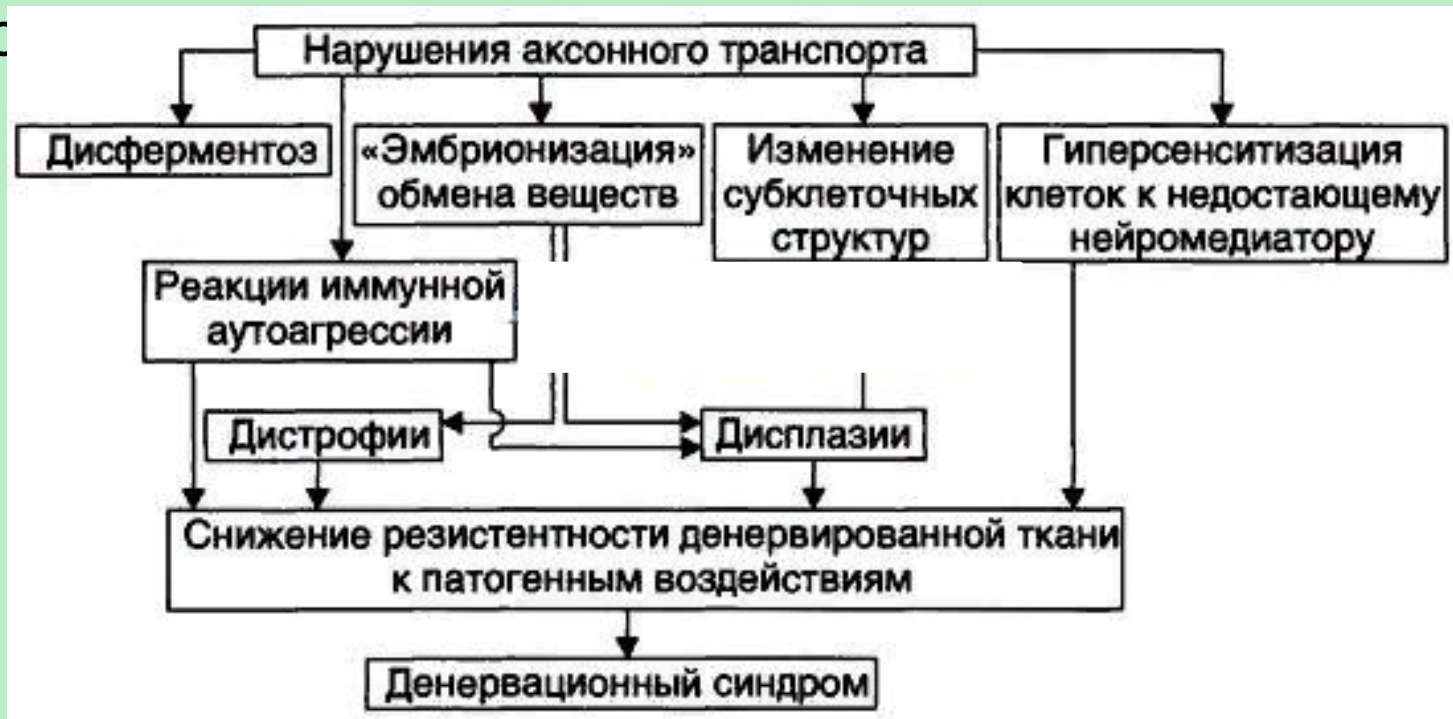 Нарушения аксонного транспорта
Дисферментоз
«Эмбрионизация»
обмена веществ
Изменение
субклеточных
структур
Гиперсенситизация
клеток к недостающему
нейромедиатору
Реакции иммунной
аутоагрессии
Дистрофии
Дисплазии
Снижение резистентности денервированной ткани
к патогенным воздействиям
Денервационный синдром